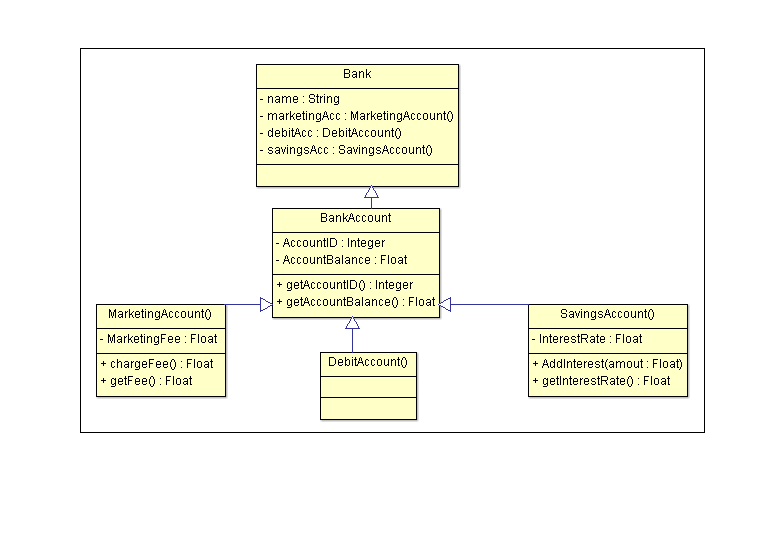 Bank
- name : String
- marketingAcc : MarketingAccount()
- debitAcc : DebitAccount()
- savingsAcc : SavingsAccount()
BankAccount
- AccountID : Integer
- AccountBalance : Float
+ getAccountID() : Integer
+ getAccountBalance() : Float
MarketingAccount()
- MarketingFee : Float
+ chargeFee() : Float
+ getFee() : Float
DebitAccount()
SavingsAccount()
- InterestRate : Float
+ AddInterest(amout : Float)
+ getInterestRate() : Float